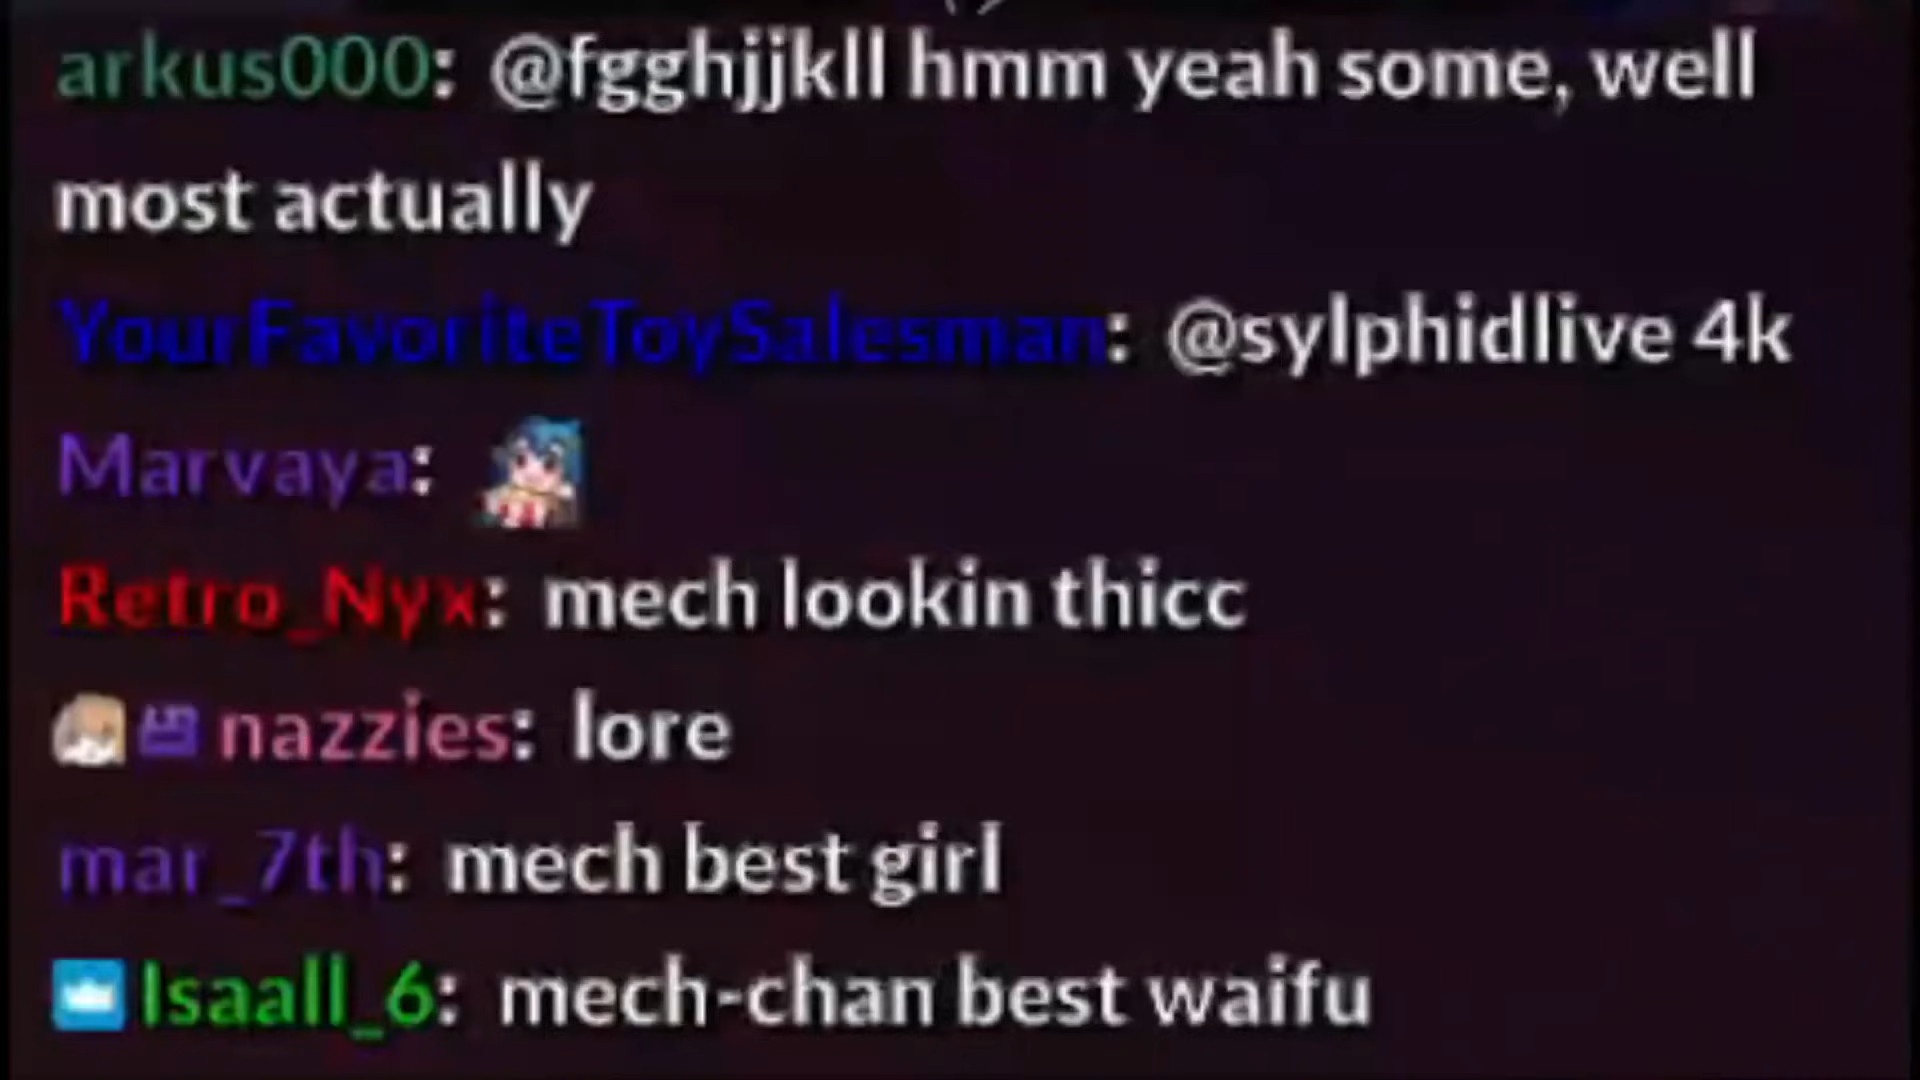 arkus000: @fgghjjkll hmm yeah some, well
most actually
YourFavoriteToySalesman: @sylphidlive 4k
Marvaya:
Retro_Nyx: mech lookin thicc
nazzies: lore
mar_7th: mech best girl
Isaall_6: mech-chan best waifu